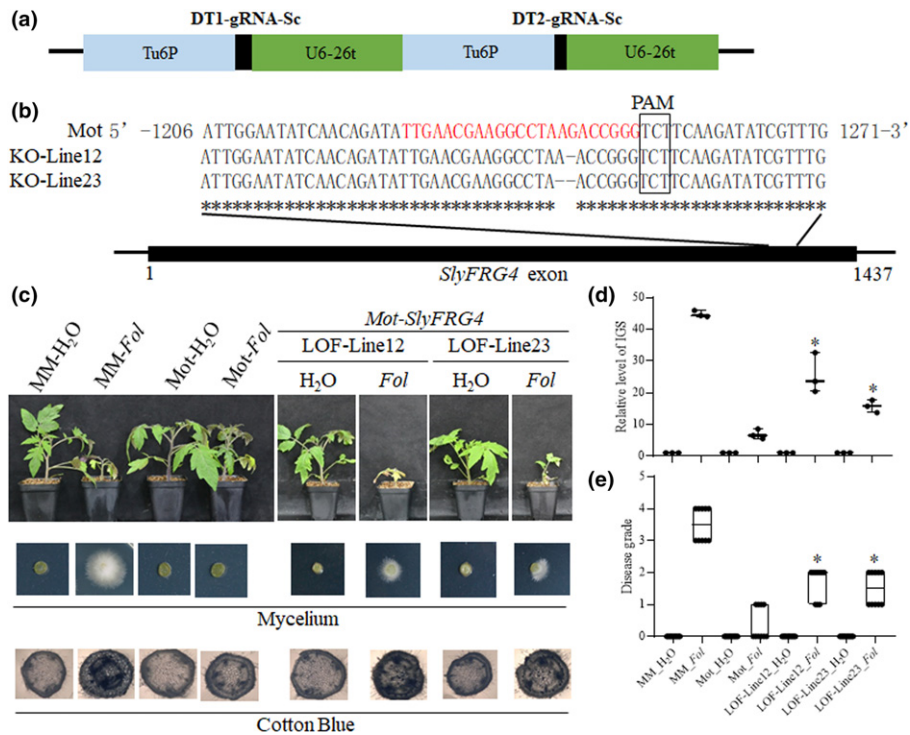 (a)
DT1-gRNA-Sc DT2-gRNA-Sc
Tu6P U6-26t Tu6P U6-26t
(b)
PAM
Mot 5’ -1206 ATTGGAATATCAACAGATATTGAACGAAGGCCTAAGACCGGGTCTTCAAGATATCGTTTG 1271-3’
KO-Line12 ATTGGAATATCAACAGATATTGAACGAAGGCCTAA-ACCGGGTCTTCAAGATATCGTTTG
KO-Line23 ATTGGAATATCAACAGATATTGAACGAAGGCCTA--ACCGGGTCTTCAAGATATCGTTTG
********************************** ************************
1 SlyFRG4 exon 1437
(c)
Mot-SlyFRG4
MM-H2O MM-Fol Mot-H2O Mot-Fol LOF-Line12 LOF-Line23
H2O Fol H2O Fol
Mycelium
Cotton Blue
(d)
Relative level of IGS
50
40
30
20
10
0
* *
(e)
Disease grade
5
4
3
2
1
0
* *
MM_H2O MM_Fol Mot_H2O Mot_Fol LOF-Line12_H2O LOF-Line12_Fol LOF-Line23_H2O LOF-Line23_Fol